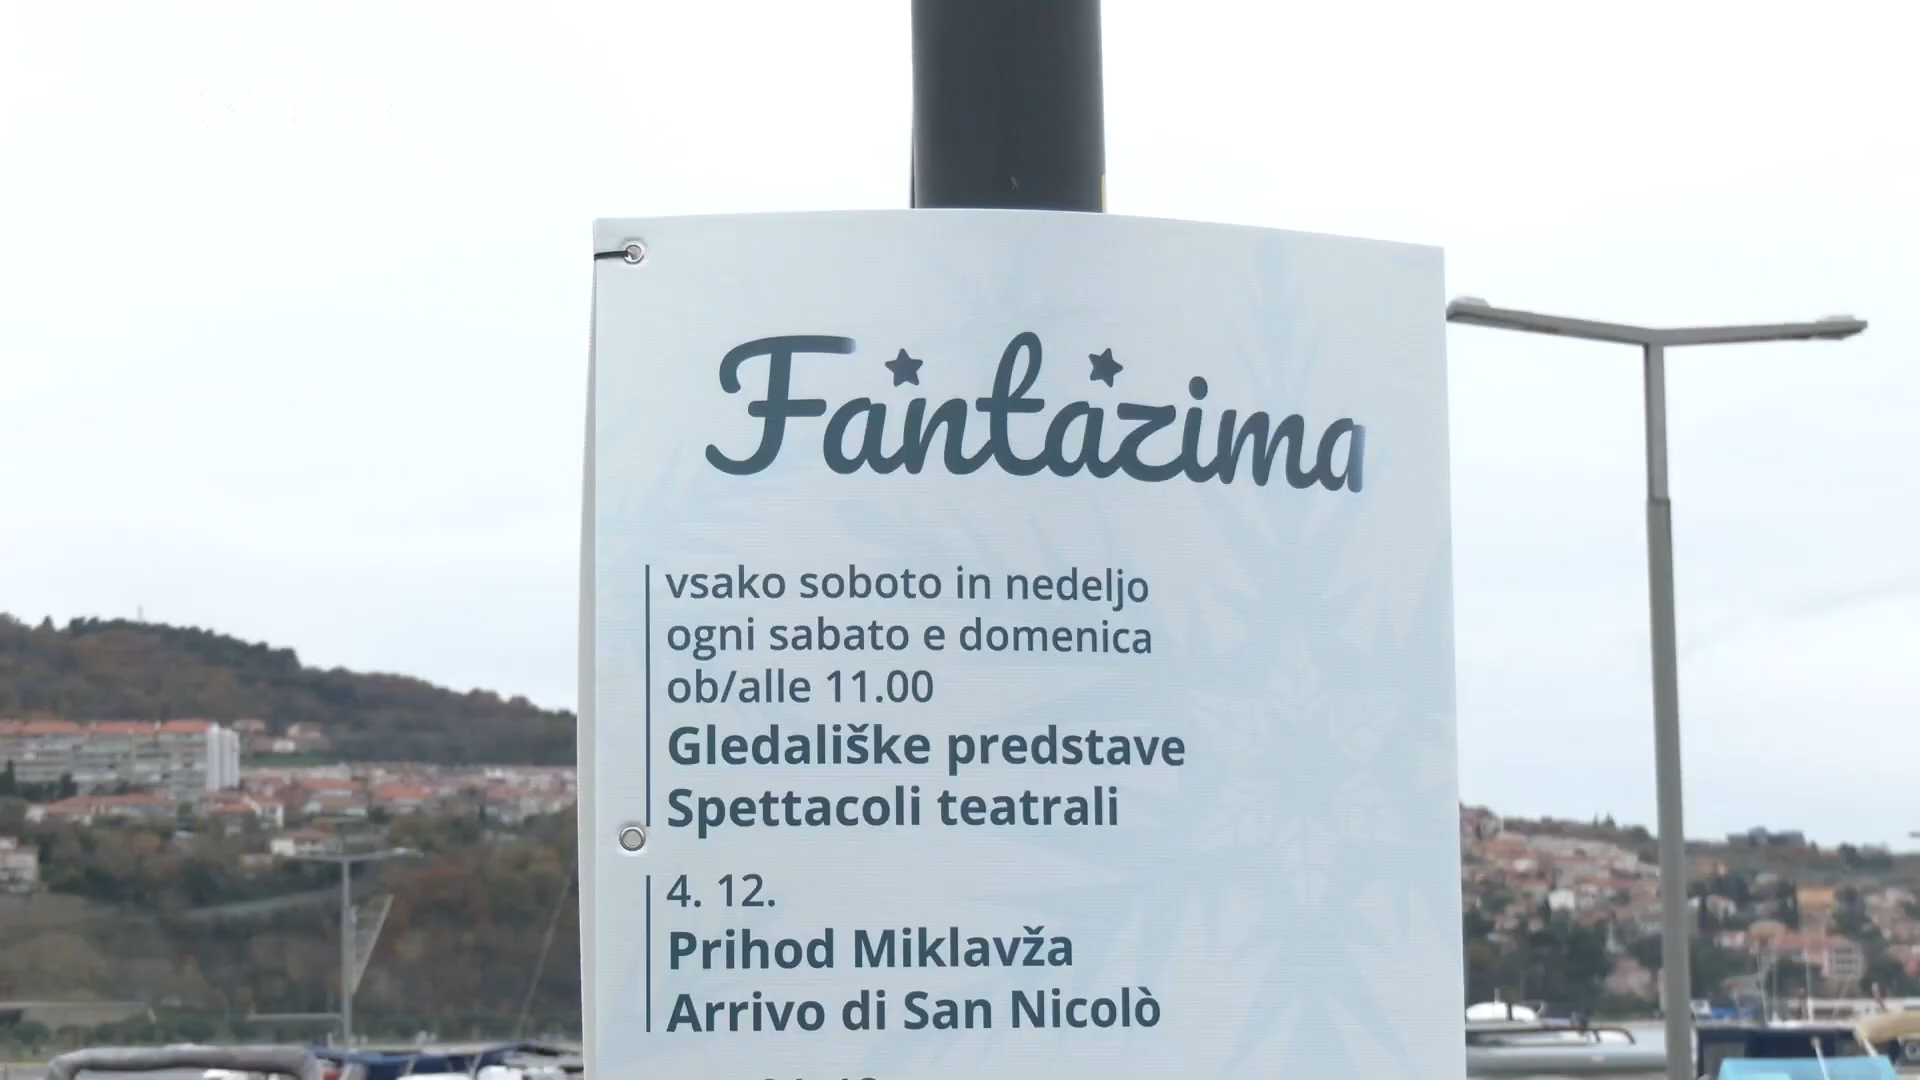 Fantazima
vsako soboto in nedeljo
ogni sabato e domenica
ob/alle 11.00
Gledališke predstave
Spettacoli teatrali
4. 12.
Prihod Miklavža
Arrivo di San Nicolò